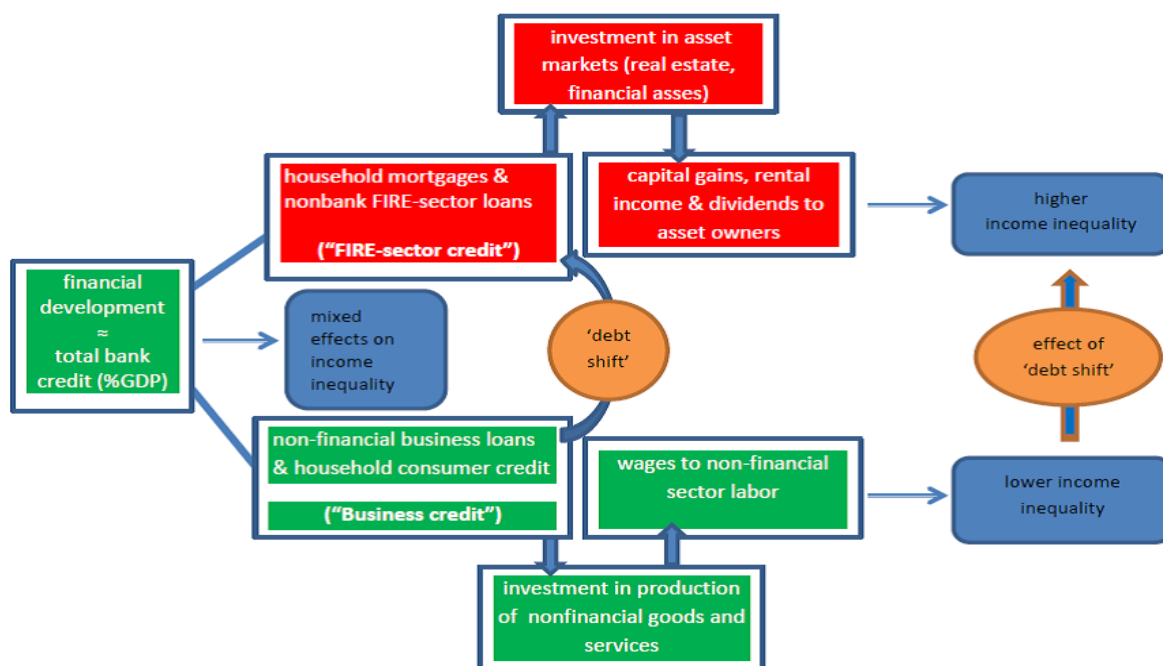 investment in asset
markets (real estate,
financial asses)
household mortgages &
nonbank FIRE-sector loans
(“FIRE-sector credit”)
capital gains, rental
income & dividends to
asset owners
higher
income inequality
financial
development
≈
total bank
credit (%GDP)
mixed
effects on
income
inequality
‘debt
shift’
effect of
‘debt shift’
non-financial business loans
& household consumer credit
(“Business credit”)
wages to non-financial
sector labor
lower income
inequality
investment in production
of nonfinancial goods and
services